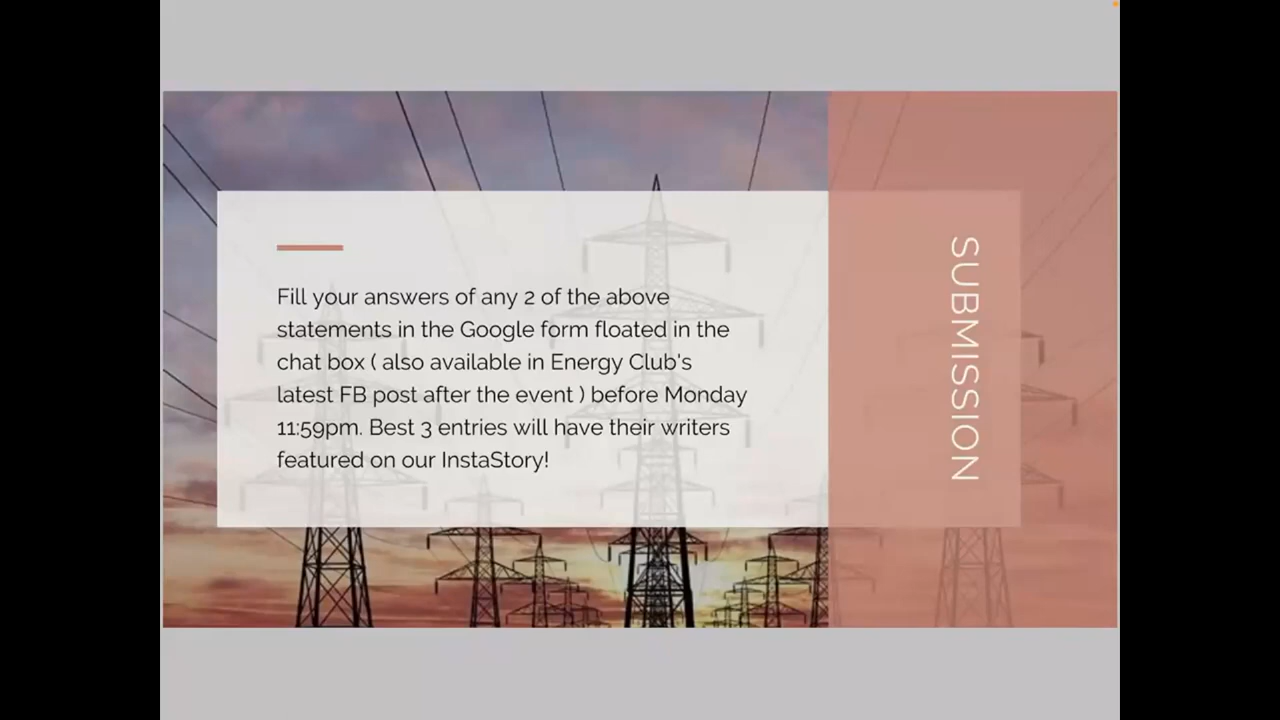 Fill your answers of any 2 of the above
statements in the Google form floated in the
chat box ( also available in Energy Club's
latest FB post after the event ) before Monday
11:59pm. Best 3 entries will have their writers
featured on our InstaStory!
SUBMISSION